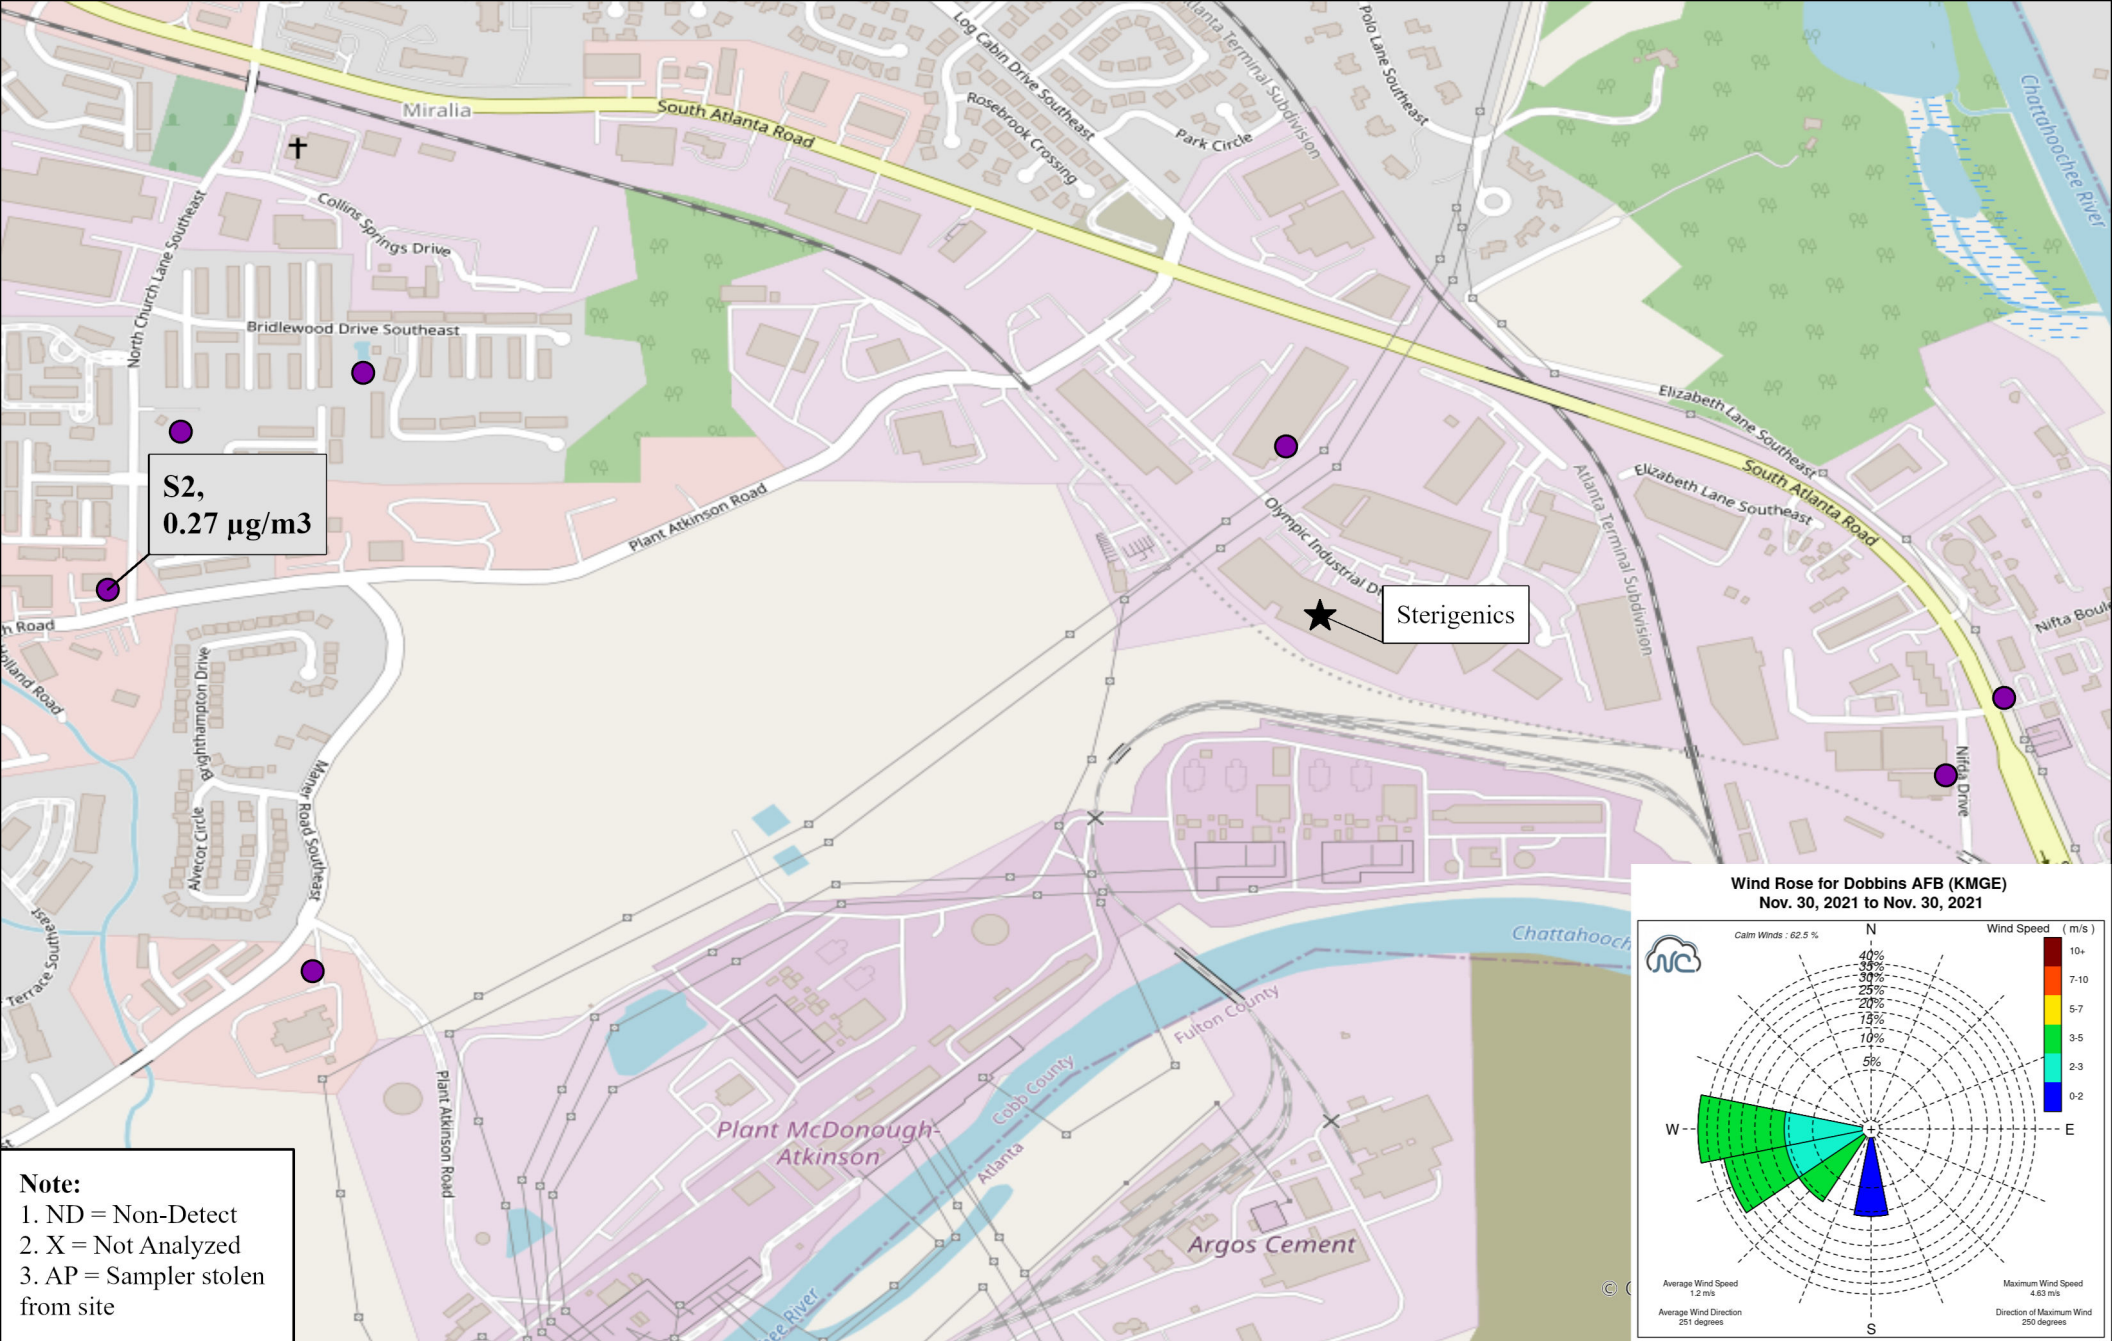 Miralia
South Atlanta Road
Log Cabin Drive Southeast
Rosebrook Crossing
Park Circle
Atlanta Terminal Subdivision
Polo Lane Southeast
Chattahoochee River
North Church Lane Southeast
Collins Springs Drive
Bridlewood Drive Southeast
S2,
0.27 µg/m3
Plant Atkinson Road
Olympic Industrial Dr
Sterigenics
Atlanta Terminal Subdivision
Elizabeth Lane Southeast
Elizabeth Lane Southeast
South Atlanta Road
Nifta Boule
Nifda Drive
h Road
Holland Road
Brighthampton Drive
Alvecot Circle
Maner Road Southeast
Terrace Southeast
Plant Atkinson Road
Plant McDonough-
Atkinson
Chattahooch
Fulton County
Cobb County
Atlanta
Argos Cement
ee River
©
Note:
1. ND = Non-Detect
2. X = Not Analyzed
3. AP = Sampler stolen
from site
Wind Rose for Dobbins AFB (KMGE)
Nov. 30, 2021 to Nov. 30, 2021
NC
Calm Winds : 62.5 %
N
Wind Speed ( m/s )
10+
7-10
5-7
3-5
2-3
0-2
40%
35%
30%
25%
20%
15%
10%
5%
W
E
S
Average Wind Speed
1.2 m/s
Average Wind Direction
251 degrees
Maximum Wind Speed
4.63 m/s
Direction of Maximum Wind
250 degrees